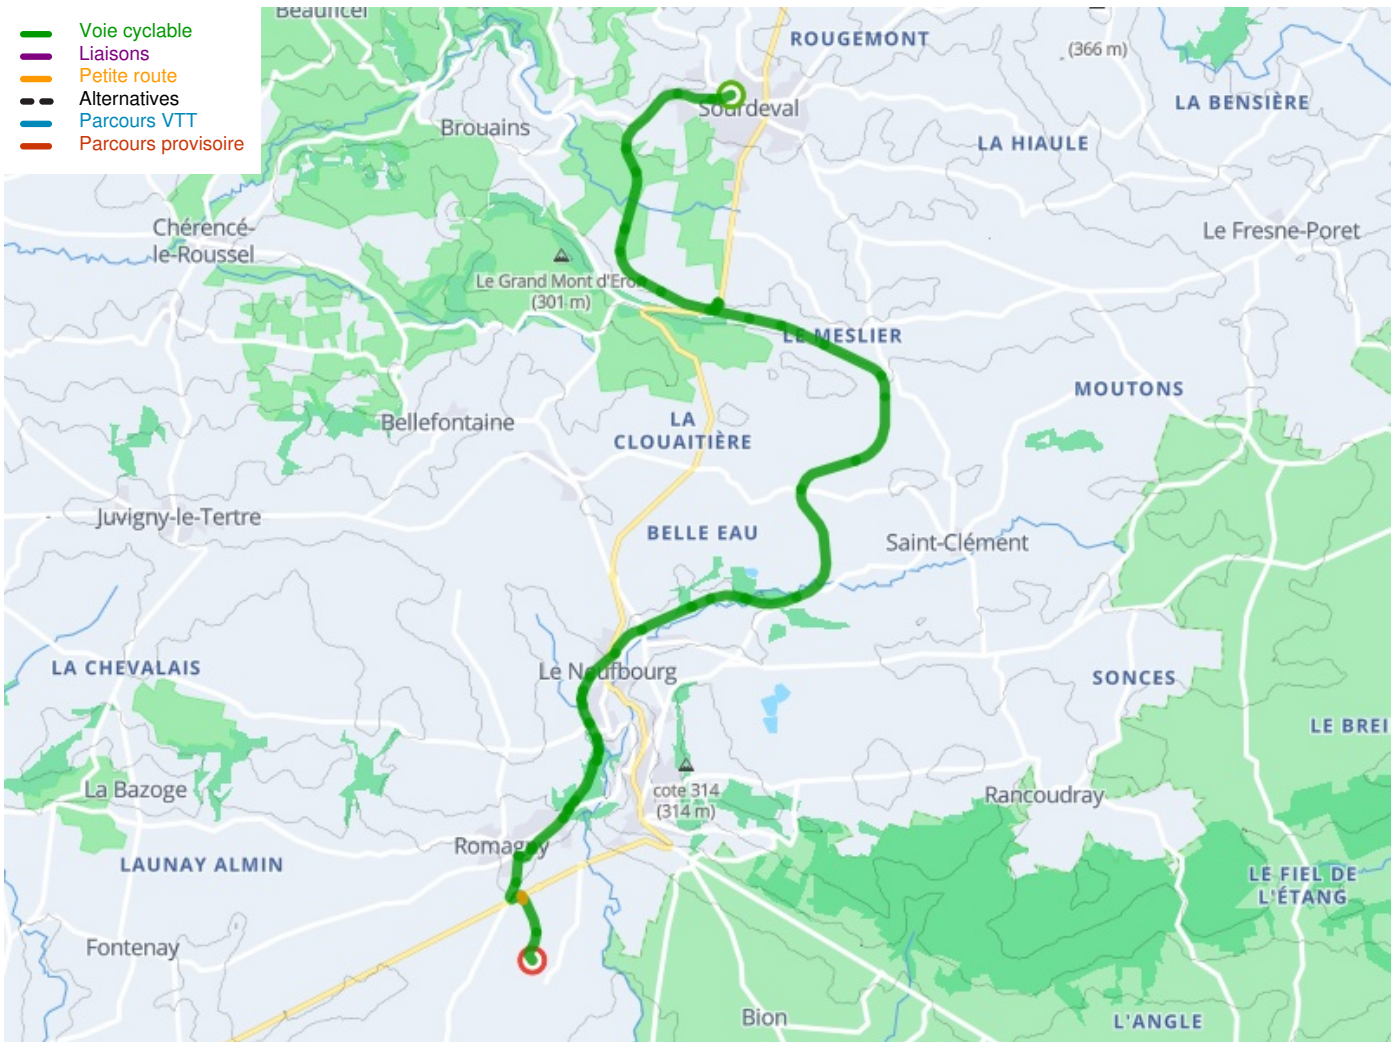 Beauficel
Voie cyclable
Liaisons
Petite route
Alternatives
Parcours VTT
Parcours provisoire
ROUGEMONT
(366 m)
LA BENSIÈRE
Sourdeval
Brouains
LA HIAULE
Chérencé-
le-Roussel
Le Fresne-Poret
Le Grand Mont d'Ero
(301 m)
LE MESLIER
MOUTONS
Bellefontaine
LA
CLOUAITIÈRE
Juvigny-le-Tertre
BELLE EAU
Saint-Clément
LA CHEVALAIS
Le Neufbourg
SONCES
LE BREI
La Bazoge
cote 314
(314 m)
Rancoudray
Romagny
LAUNAY ALMIN
LE FIEL DE
L'ÉTANG
Fontenay
Bion
L'ANGLE